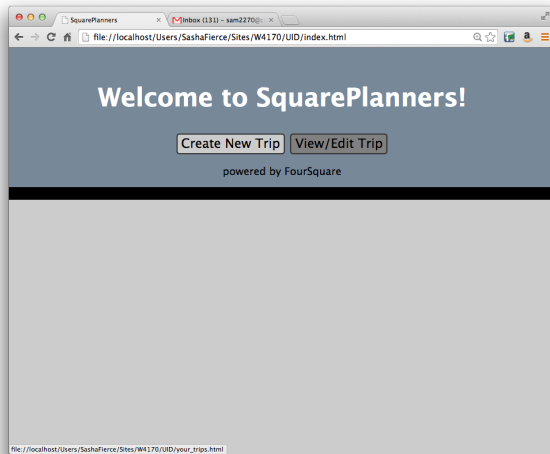 SquarePlanners
Inbox (131) – sam2270@c
file://localhost/Users/SashaFierce/Sites/W4170/UID/index.html
Welcome to SquarePlanners!
Create New Trip
View/Edit Trip
powered by FourSquare
file://localhost/Users/SashaFierce/Sites/W4170/UID/your_trips.html